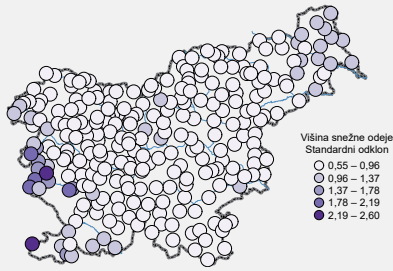 Višina snežne odeje
Standardni odklon
0,55 – 0,96
0,96 – 1,37
1,37 – 1,78
1,78 – 2,19
2,19 – 2,60